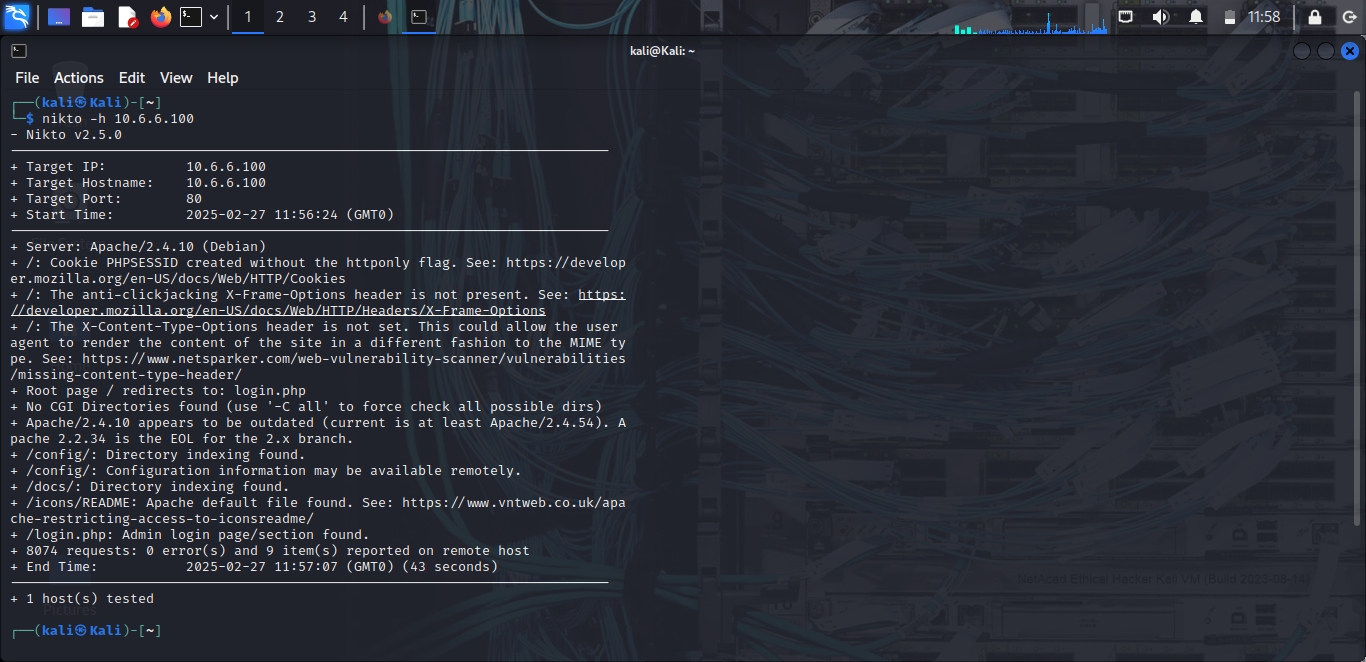 1 2 3 4 11:58
kali@Kali: ~
File Actions Edit View Help
┌──(kali㉿Kali)-[~]
└─$ nikto -h 10.6.6.100
- Nikto v2.5.0
---------------------------------------------------------------------------
+ Target IP:          10.6.6.100
+ Target Hostname:    10.6.6.100
+ Target Port:        80
+ Start Time:         2025-02-27 11:56:24 (GMT0)
---------------------------------------------------------------------------
+ Server: Apache/2.4.10 (Debian)
+ /: Cookie PHPSESSID created without the httponly flag. See: https://develop
er.mozilla.org/en-US/docs/Web/HTTP/Cookies
+ /: The anti-clickjacking X-Frame-Options header is not present. See: https:
//developer.mozilla.org/en-US/docs/Web/HTTP/Headers/X-Frame-Options
+ /: The X-Content-Type-Options header is not set. This could allow the user
agent to render the content of the site in a different fashion to the MIME ty
pe. See: https://www.netsparker.com/web-vulnerability-scanner/vulnerabilities
/missing-content-type-header/
+ Root page / redirects to: login.php
+ No CGI Directories found (use '-C all' to force check all possible dirs)
+ Apache/2.4.10 appears to be outdated (current is at least Apache/2.4.54). A
pache 2.2.34 is the EOL for the 2.x branch.
+ /config/: Directory indexing found.
+ /config/: Configuration information may be available remotely.
+ /docs/: Directory indexing found.
+ /icons/README: Apache default file found. See: https://www.vntweb.co.uk/apa
che-restricting-access-to-iconsreadme/
+ /login.php: Admin login page/section found.
+ 8074 requests: 0 error(s) and 9 item(s) reported on remote host
+ End Time:           2025-02-27 11:57:07 (GMT0) (43 seconds)
---------------------------------------------------------------------------
NetAcad Ethical Hacker Kali VM (Build 2023-08-14)
+ 1 host(s) tested
Pictures
┌──(kali㉿Kali)-[~]